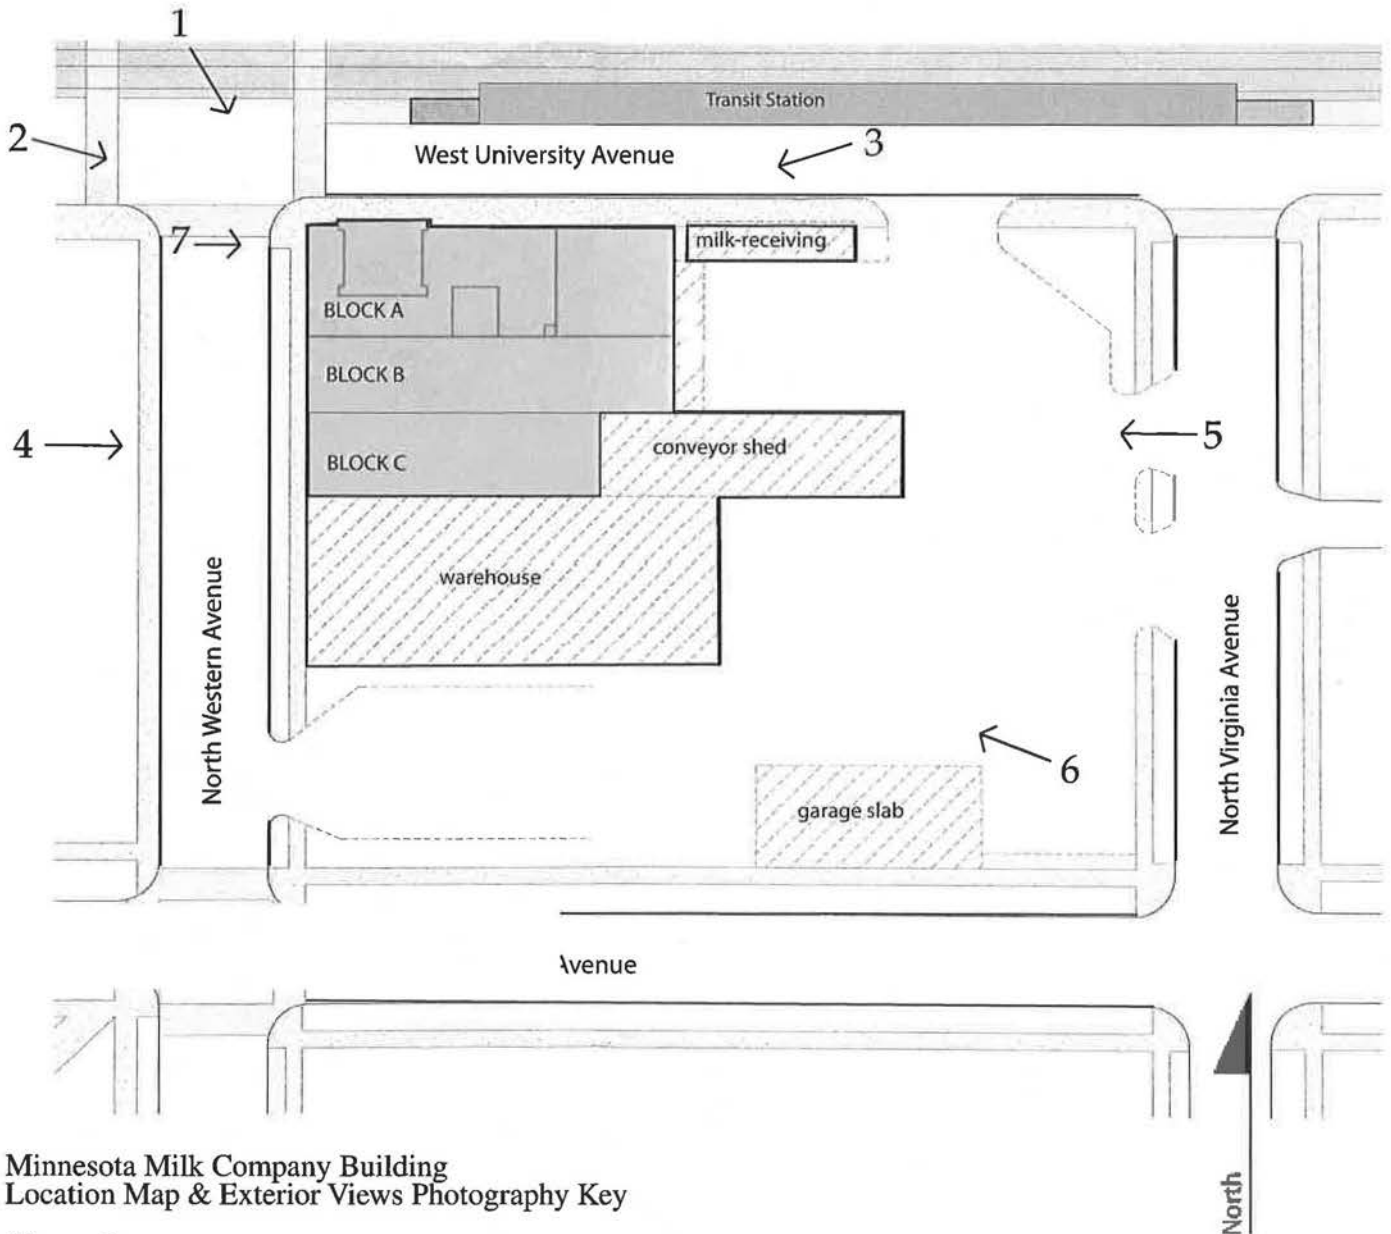 1
Transit Station
2
3
West University Avenue
7
milk-receiving
BLOCK A
BLOCK B
4
5
conveyor shed
BLOCK C
warehouse
North Western Avenue
North Virginia Avenue
6
garage slab
Avenue
North
Minnesota Milk Company Building
Location Map & Exterior Views Photography Key